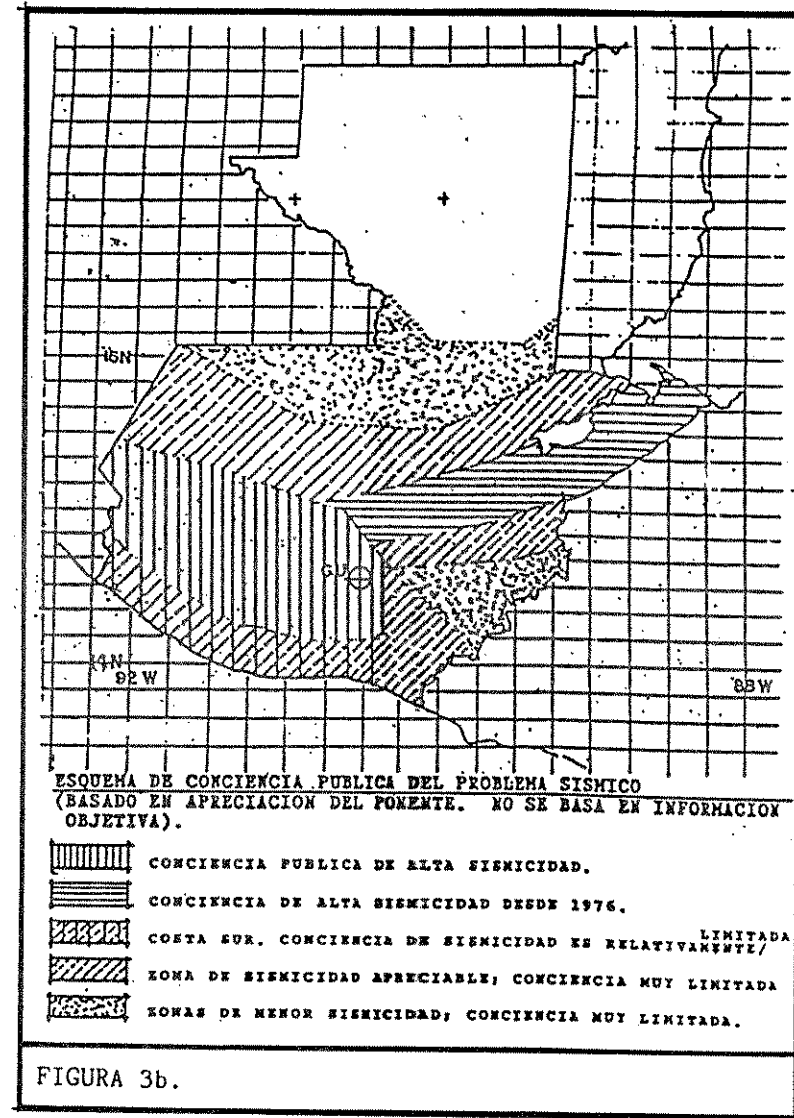 16N
GU
14N
92W
88W
ESQUEMA DE CONCIENCIA PUBLICA DEL PROBLEMA SISMICO
(BASADO EN APRECIACION DEL PONENTE. NO SE BASA EN INFORMACION
OBJETIVA).
CONCIENCIA PUBLICA DE ALTA SISMICIDAD.
CONCIENCIA DE ALTA SISMICIDAD DESDE 1976.
COSTA SUR. CONCIENCIA DE SISMICIDAD ES RELATIVAMENTE/ LIMITADA
ZONA DE SISMICIDAD APRECIABLE; CONCIENCIA MUY LIMITADA
ZONAS DE MENOR SISMICIDAD; CONCIENCIA MUY LIMITADA.
FIGURA 3b.